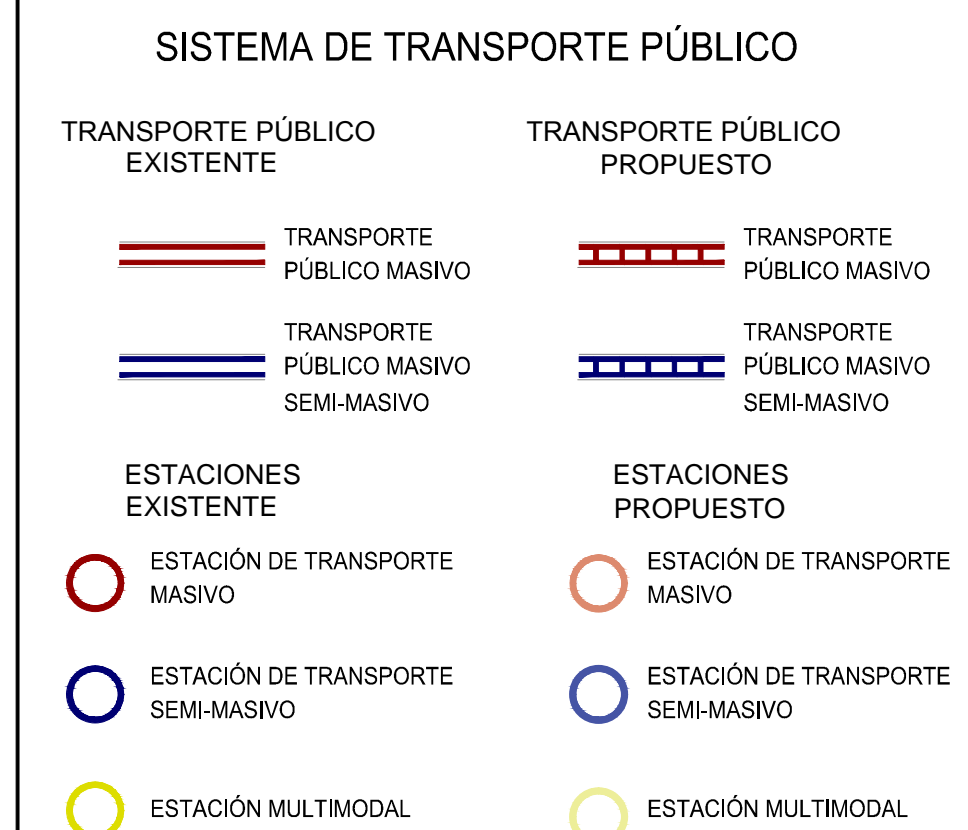 SISTEMA DE TRANSPORTE PÚBLICO
TRANSPORTE PÚBLICO
EXISTENTE
TRANSPORTE
PÚBLICO MASIVO
TRANSPORTE
PÚBLICO MASIVO
SEMI-MASIVO
TRANSPORTE PÚBLICO
PROPUESTO
TRANSPORTE
PÚBLICO MASIVO
TRANSPORTE
PÚBLICO MASIVO
SEMI-MASIVO
ESTACIONES
EXISTENTE
ESTACIÓN DE TRANSPORTE
MASIVO
ESTACIÓN DE TRANSPORTE
SEMI-MASIVO
ESTACIÓN MULTIMODAL
ESTACIONES
PROPUESTO
ESTACIÓN DE TRANSPORTE
MASIVO
ESTACIÓN DE TRANSPORTE
SEMI-MASIVO
ESTACIÓN MULTIMODAL